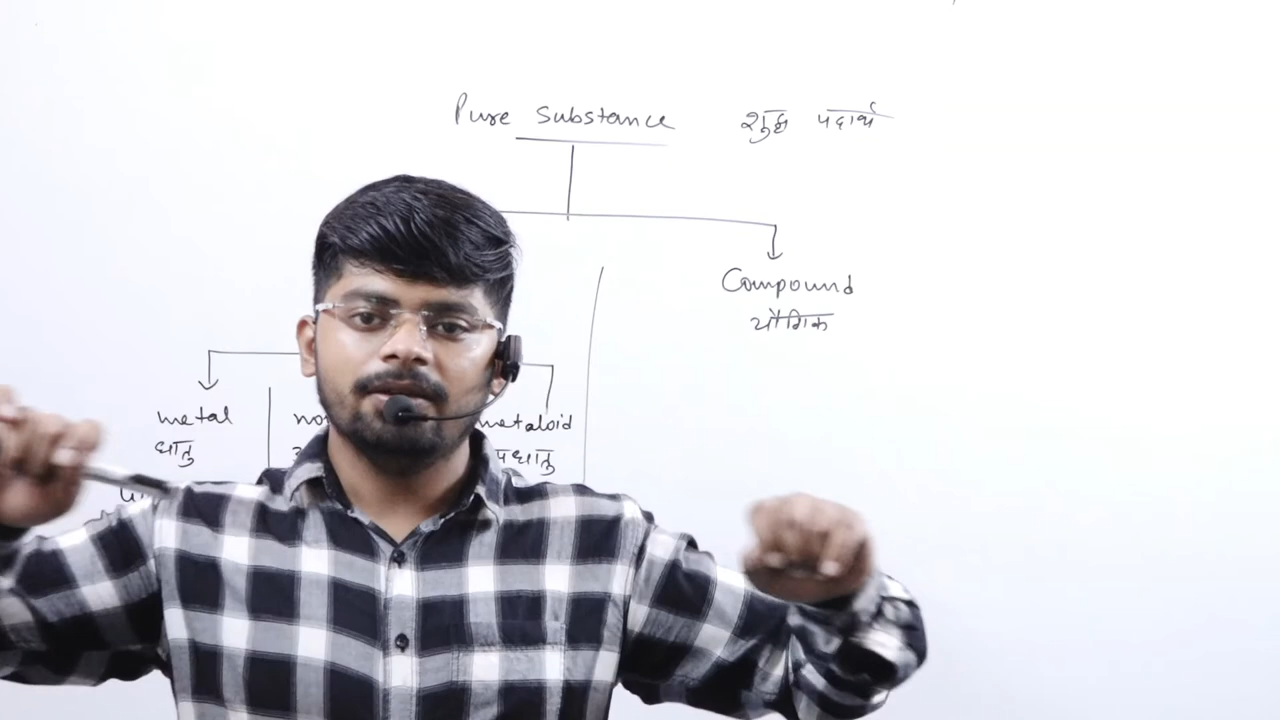 Pure Substance शुद्ध पदार्थ
Compound
यौगिक
metal metaloid
धातु